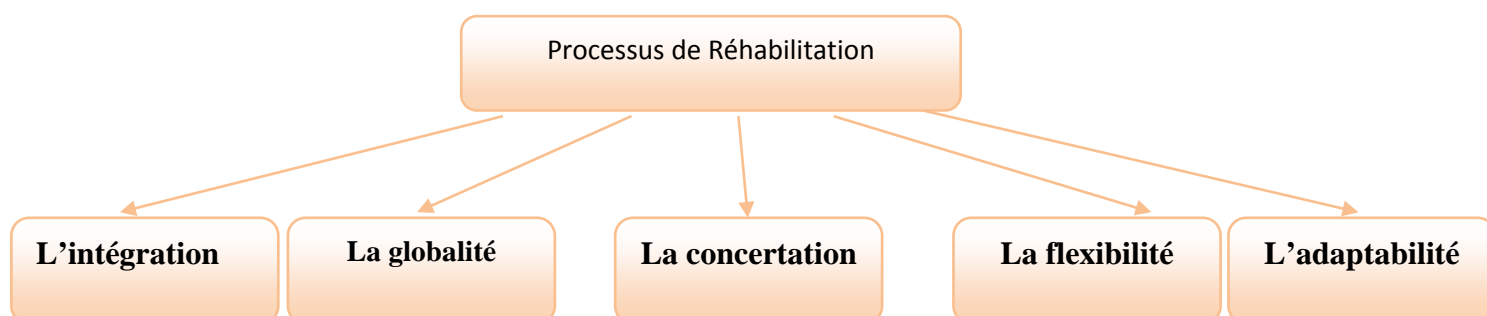 Processus de Réhabilitation
L’intégration
La globalité
La concertation
La flexibilité
L’adaptabilité